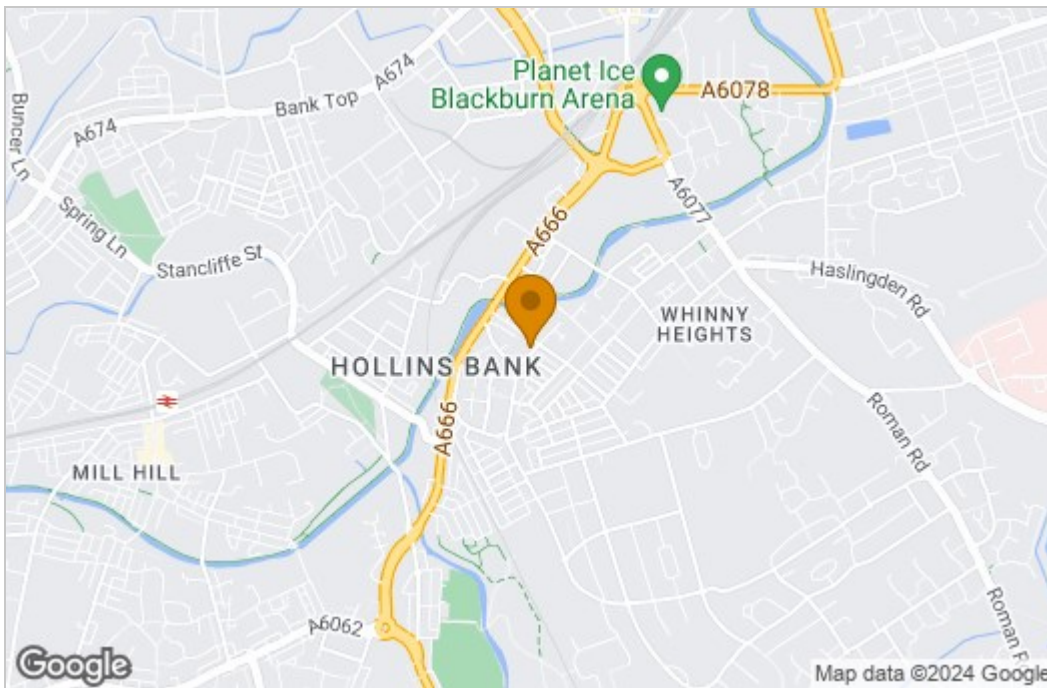 Planet Ice
Blackburn Arena
A6078
A674
Bank Top
A674
Buncer Ln
Spring Ln
Stancliffe St
A666
A6077
Haslingden Rd
WHINNY
HEIGHTS
HOLLINS BANK
A666
Roman Rd
MILL HILL
Roman Rd
A6062
Google
Map data ©2024 Google